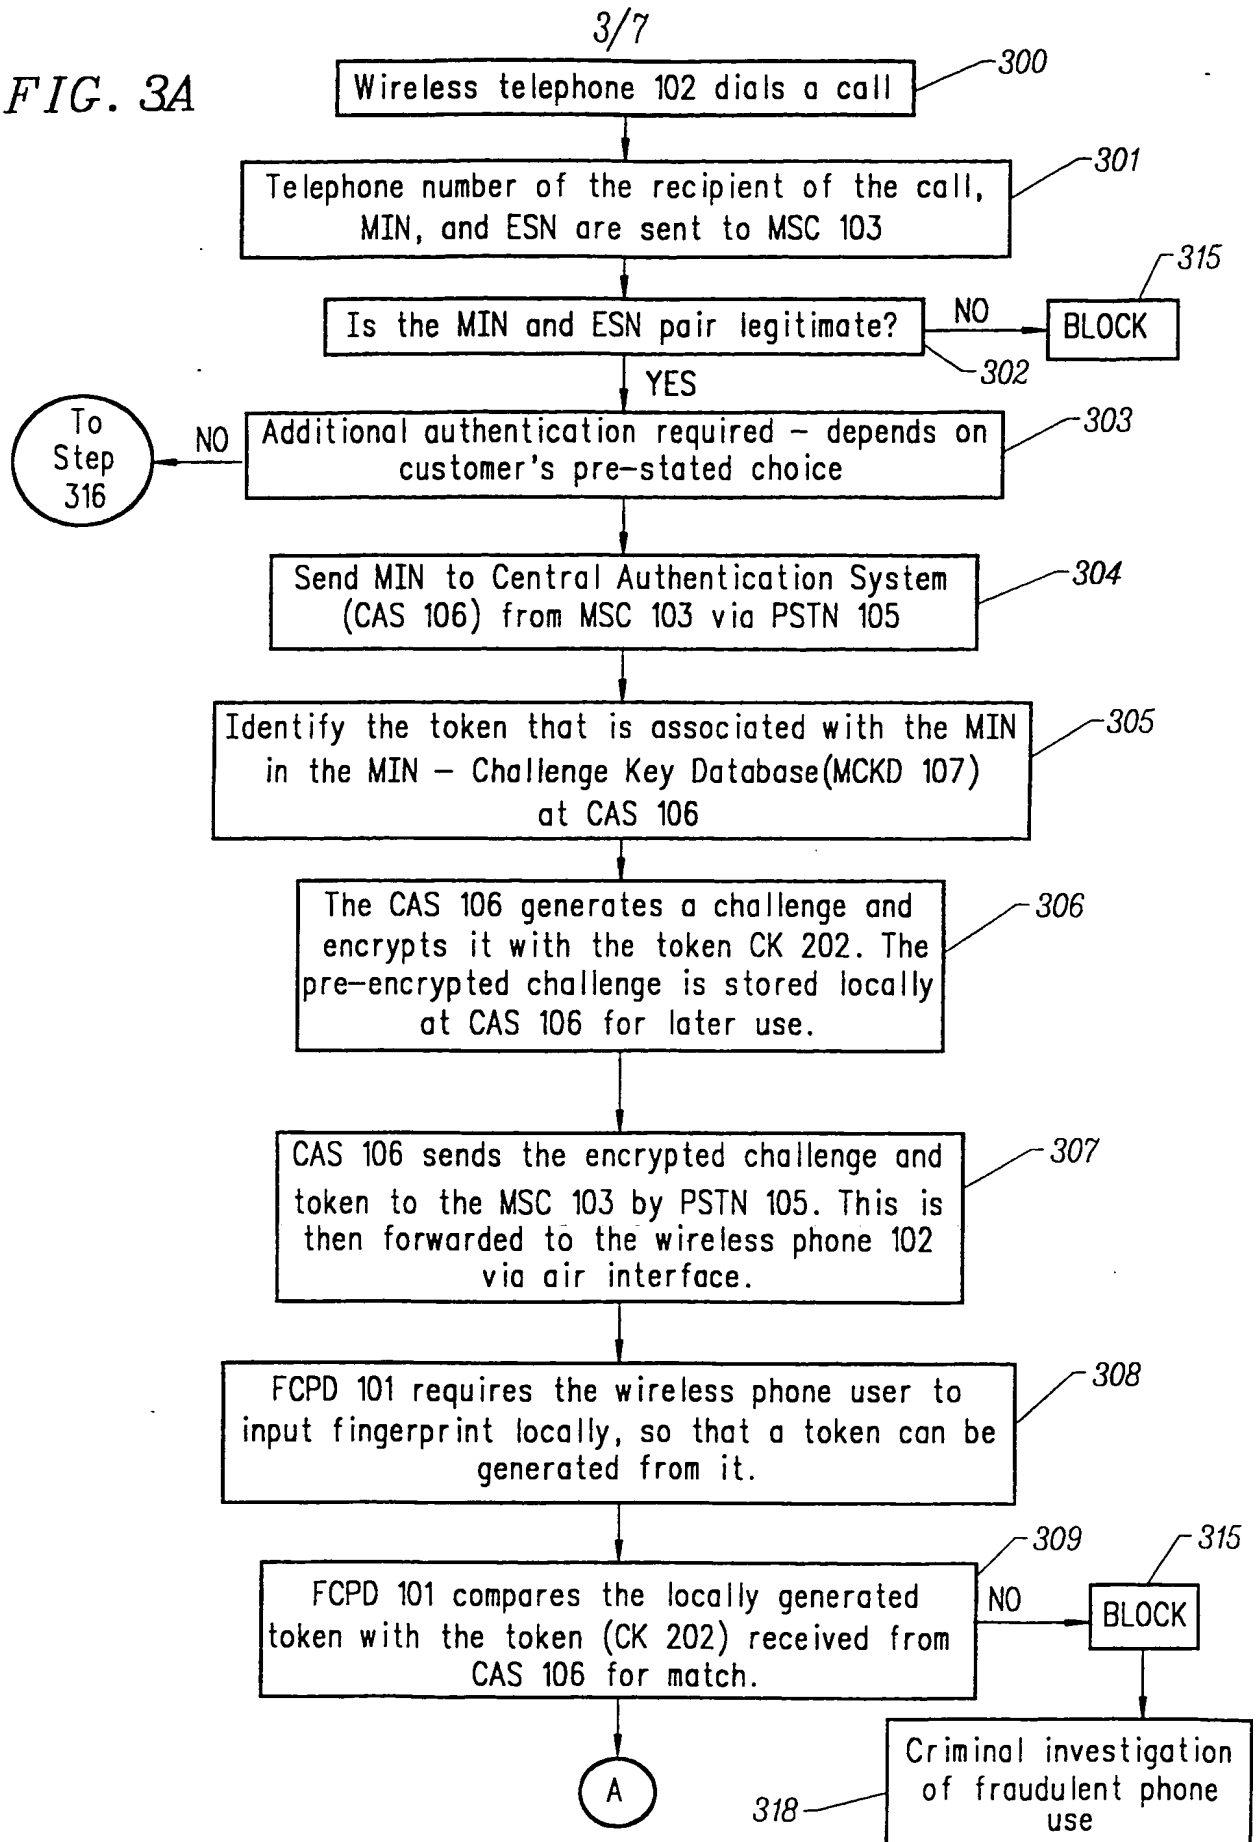 3/7
FIG. 3A
Wireless telephone 102 dials a call
300
Telephone number of the recipient of the call,
MIN, and ESN are sent to MSC 103
301
Is the MIN and ESN pair legitimate?
302
NO
BLOCK
315
YES
To
Step
316
NO
Additional authentication required – depends on
customer's pre-stated choice
303
Send MIN to Central Authentication System
(CAS 106) from MSC 103 via PSTN 105
304
Identify the token that is associated with the MIN
in the MIN – Challenge Key Database(MCKD 107)
at CAS 106
305
The CAS 106 generates a challenge and
encrypts it with the token CK 202. The
pre-encrypted challenge is stored locally
at CAS 106 for later use.
306
CAS 106 sends the encrypted challenge and
token to the MSC 103 by PSTN 105. This is
then forwarded to the wireless phone 102
via air interface.
307
FCPD 101 requires the wireless phone user to
input fingerprint locally, so that a token can be
generated from it.
308
FCPD 101 compares the locally generated
token with the token (CK 202) received from
CAS 106 for match.
309
NO
BLOCK
315
A
Criminal investigation
of fraudulent phone
use
318